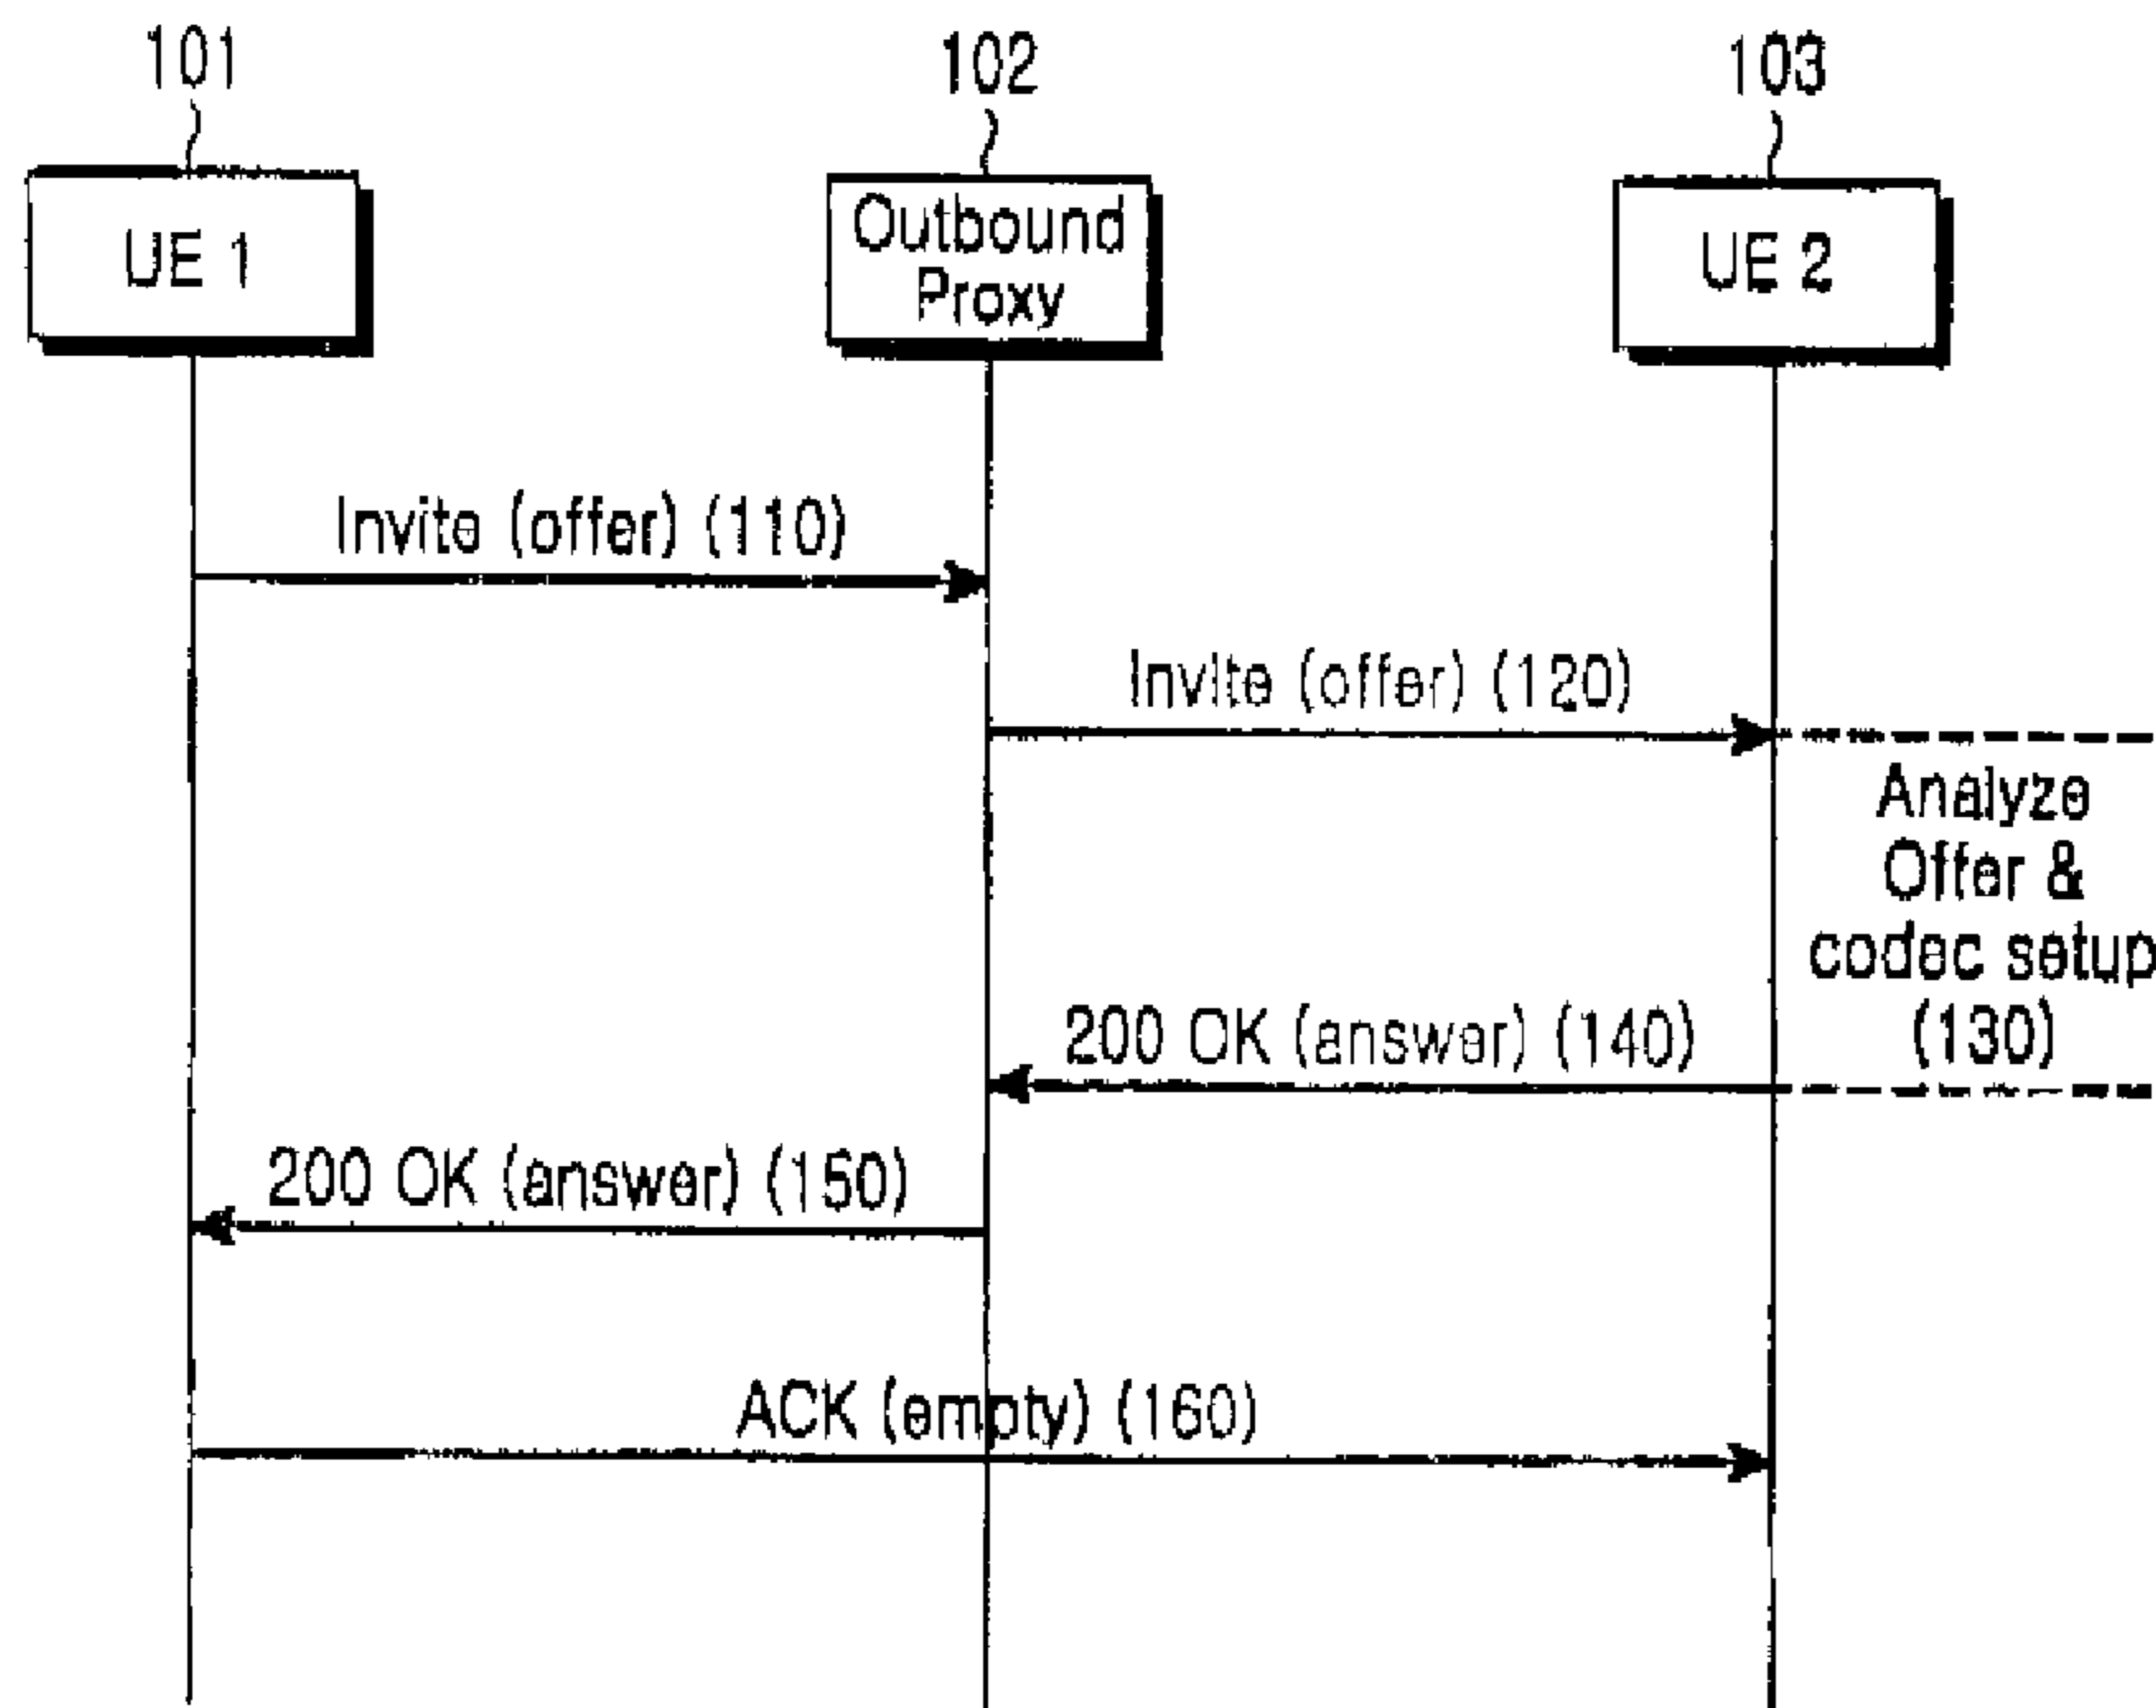 101
102
103
UE 1
Outbound
Proxy
UE 2
Invite (offer) (110)
Invite (offer) (120)
Analyze
Offer &
codec setup
(130)
200 OK (answer) (140)
200 OK (answer) (150)
ACK (empty) (160)